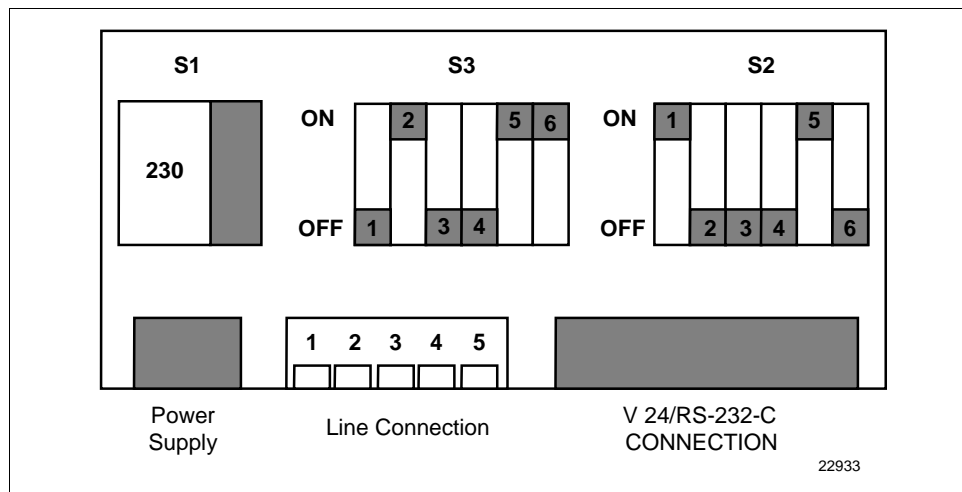 S1 S3 S2
ON 2 5 6 ON 1 5
230
OFF 1 3 4 OFF 2 3 4 6
1 2 3 4 5
Power
Supply
Line Connection
V 24/RS-232-C
CONNECTION
22933